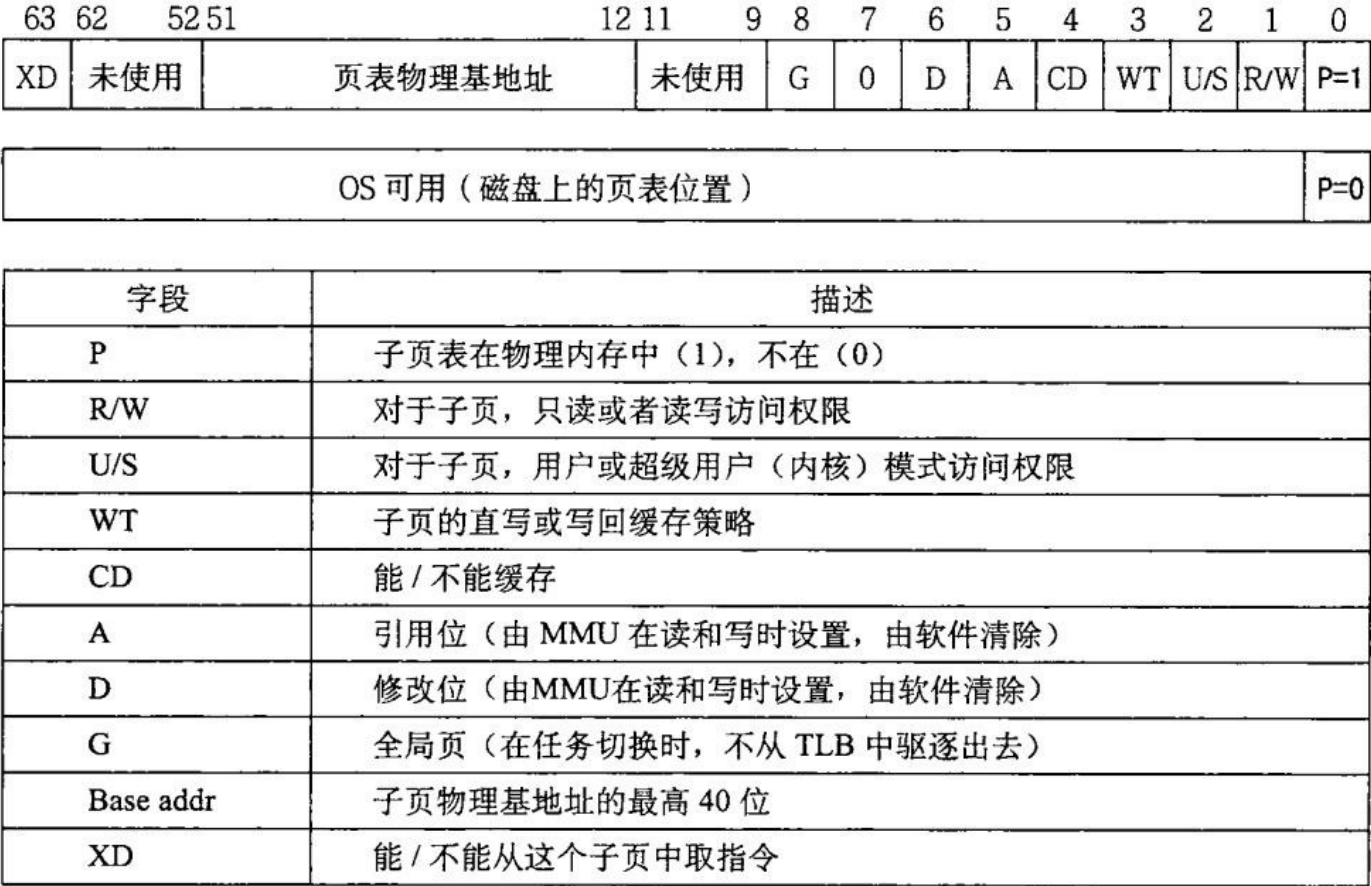 63 62 52 51 12 11 9 8 7 6 5 4 3 2 1 0
XD 未使用 页表物理基地址 未使用 G 0 D A CD WT U/S R/W P=1
OS 可用（磁盘上的页表位置） P=0
字段 描述
P 子页表在物理内存中（1），不在（0）
R/W 对于子页，只读或者读写访问权限
U/S 对于子页，用户或超级用户（内核）模式访问权限
WT 子页的直写或写回缓存策略
CD 能 / 不能缓存
A 引用位（由 MMU 在读和写时设置，由软件清除）
D 修改位（由MMU在读和写时设置，由软件清除）
G 全局页（在任务切换时，不从 TLB 中驱逐出去）
Base addr 子页物理基地址的最高 40 位
XD 能 / 不能从这个子页中取指令